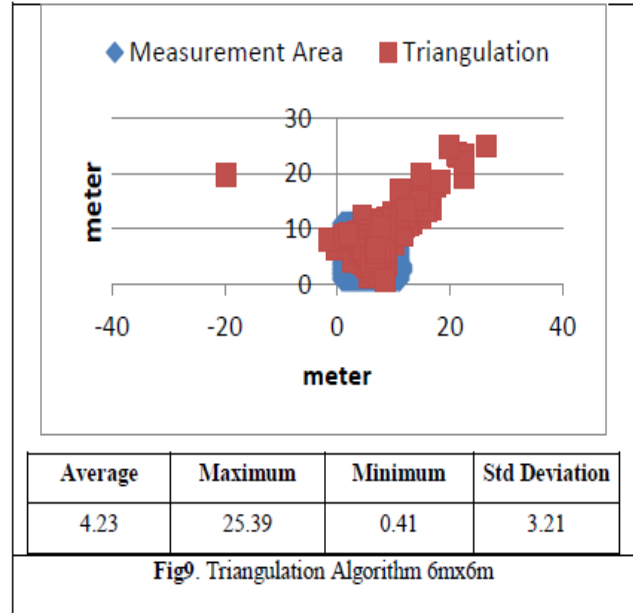 Measurement Area Triangulation
30
20
10
0
-40 -20 0 20 40
meter
meter
Average Maximum Minimum Std Deviation
4.23 25.39 0.41 3.21
Fig9. Triangulation Algorithm 6mx6m